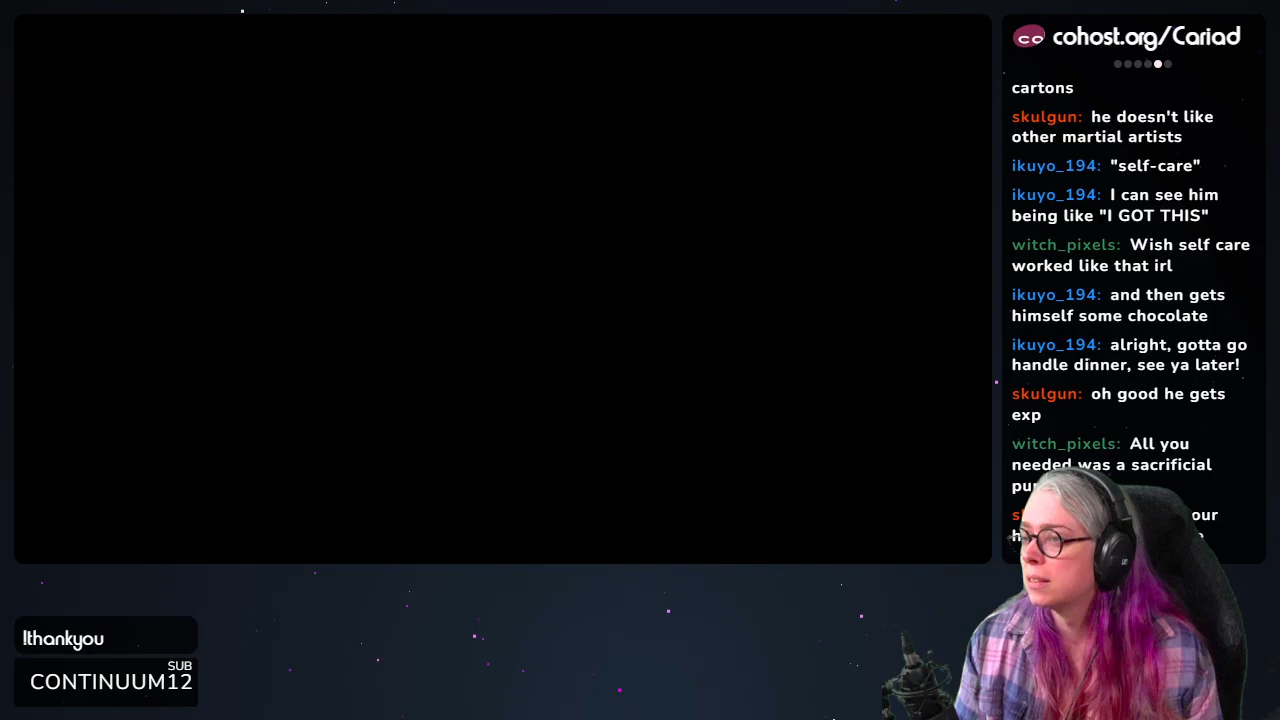 cohost.org/Cariad
cartons
skulgun: he doesn't like
other martial artists
ikuyo_194: "self-care"
ikuyo_194: I can see him
being like "I GOT THIS"
witch_pixels: Wish self care
worked like that irl
ikuyo_194: and then gets
himself some chocolate
ikuyo_194: alright, gotta go
handle dinner, see ya later!
skulgun: oh good he gets
exp
witch_pixels: All you
needed was a sacrificial
!thankyou
SUB
CONTINUUM12